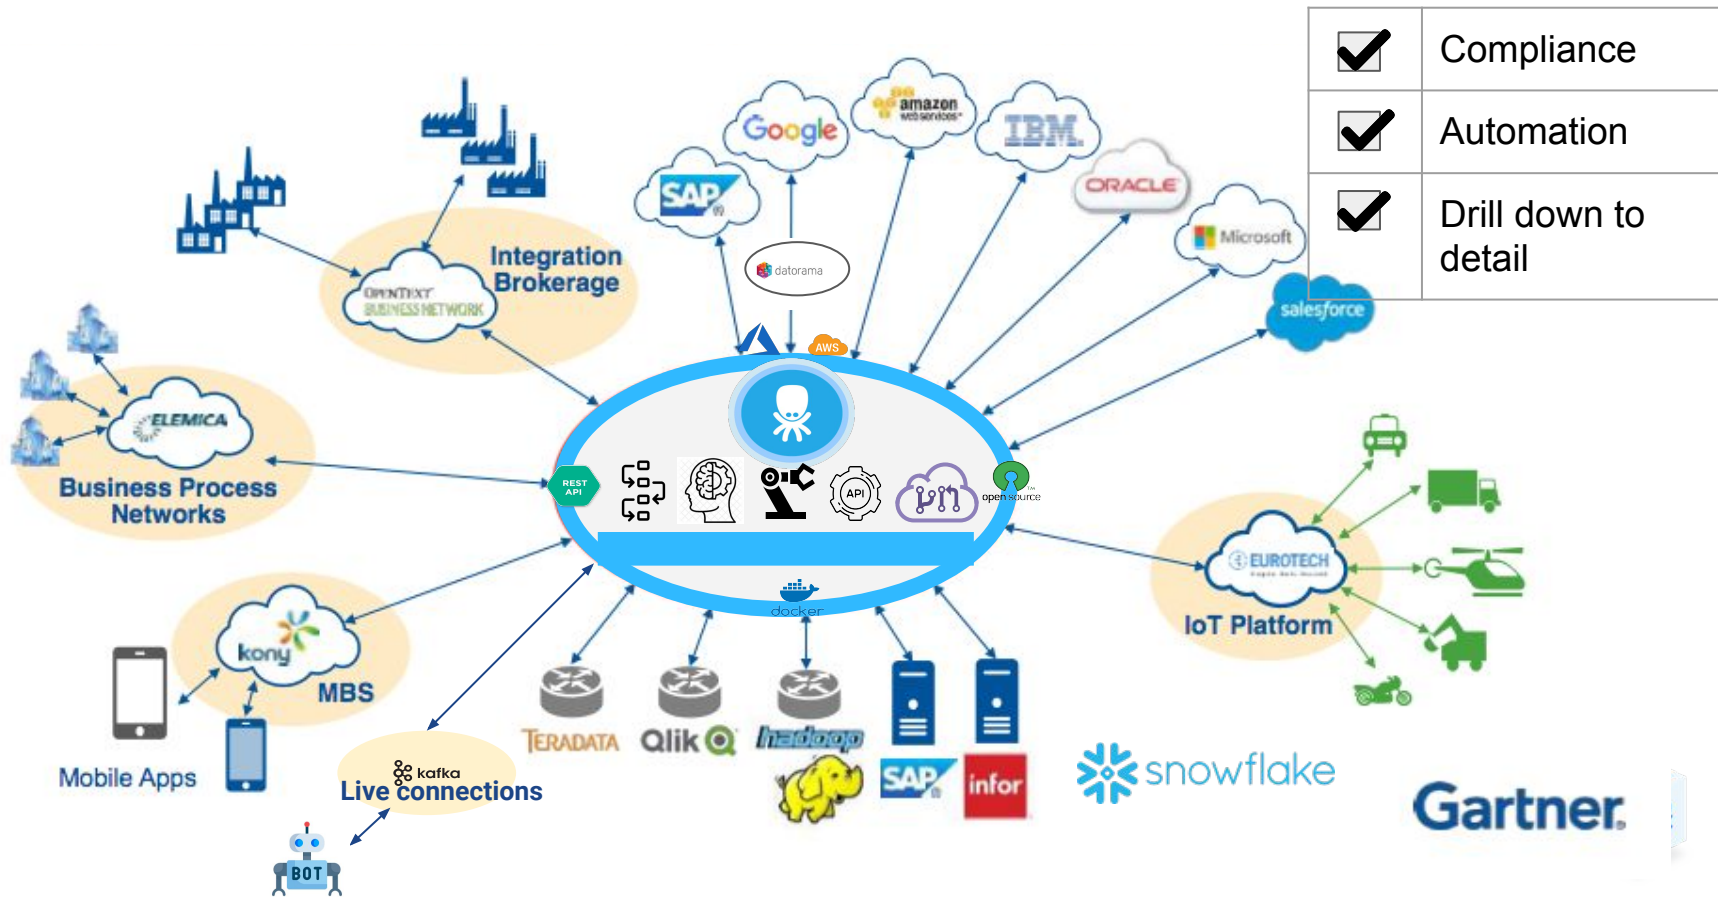 Compliance
Automation
Drill down to
detail
Google
amazon
webservices™
IBM.
SAP
®
ORACLE
Microsoft
salesforce
datorama
Integration
Brokerage
OPENTEXT
BUSINESS NETWORK
AWS
ELEMICA
Business Process
Networks
REST
API
API
open source
docker
EUROTECH
IoT Platform
kony
MBS
Mobile Apps
kafka
Live connections
BOT
TERADATA
Qlik
hadoop
SAP
®
infor
snowflake
Gartner®